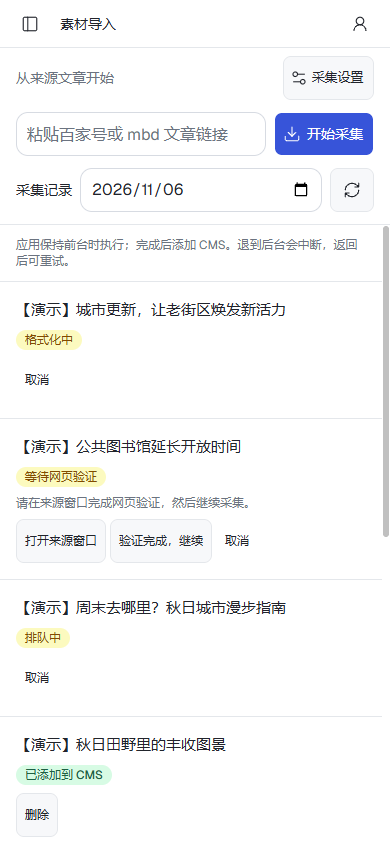 素材导入
从来源文章开始
采集设置
粘贴百家号或 mbd 文章链接
开始采集
采集记录
2026/11/06
应用保持前台时执行；完成后添加 CMS。退到后台会中断，返回
后可重试。
【演示】城市更新，让老街区焕发新活力
格式化中
取消
【演示】公共图书馆延长开放时间
等待网页验证
请在来源窗口完成网页验证，然后继续采集。
打开来源窗口
验证完成，继续
取消
【演示】周末去哪里？秋日城市漫步指南
排队中
取消
【演示】秋日田野里的丰收图景
已添加到 CMS
删除